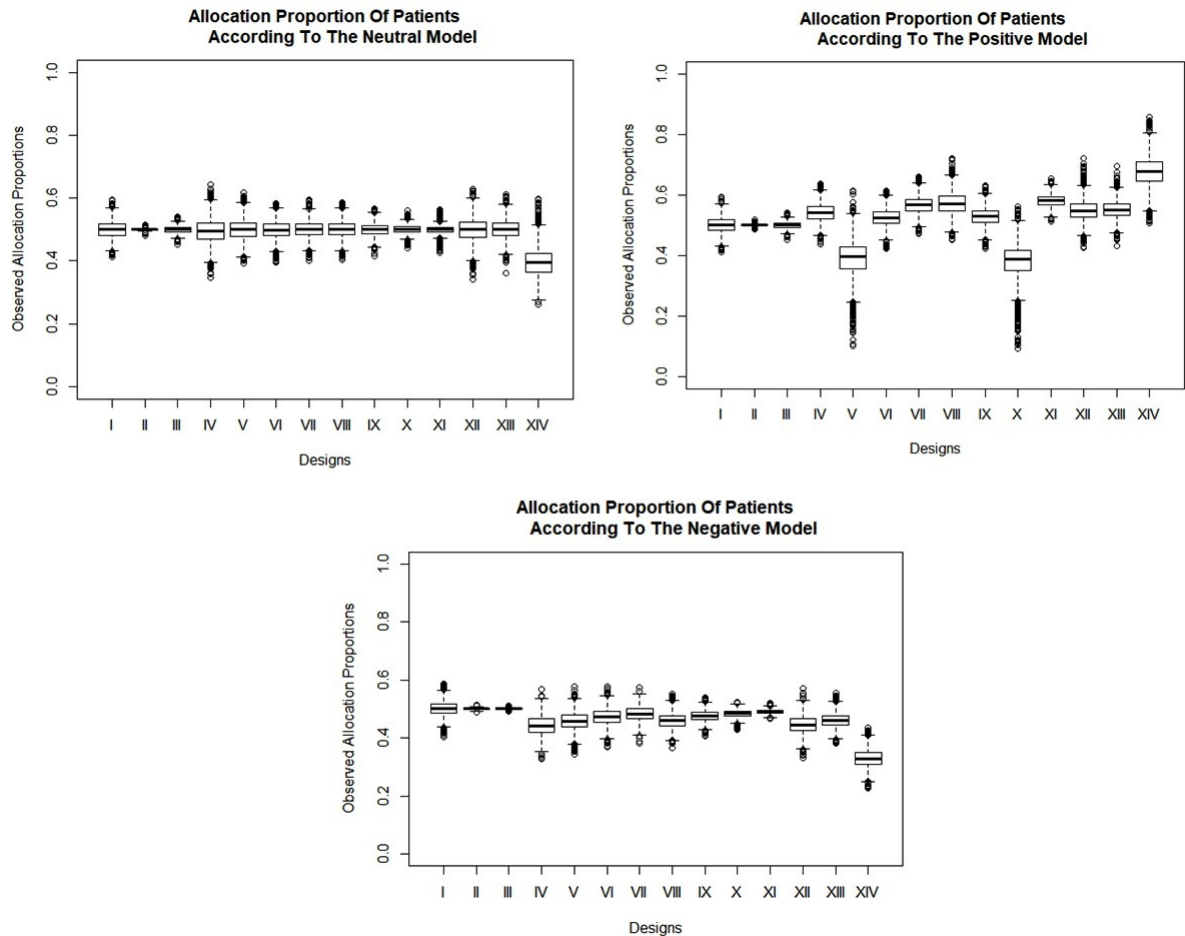 Allocation Proportion Of Patients
According To The Neutral Model
Observed Allocation Proportions
1.0
0.8
0.6
0.4
0.2
0.0
I II III IV V VI VII VIII IX X XI XII XIII XIV
Designs
Allocation Proportion Of Patients
According To The Positive Model
Observed Allocation Proportions
1.0
0.8
0.6
0.4
0.2
0.0
I II III IV V VI VII VIII IX X XI XII XIII XIV
Designs
Allocation Proportion Of Patients
According To The Negative Model
Observed Allocation Proportions
1.0
0.8
0.6
0.4
0.2
0.0
I II III IV V VI VII VIII IX X XI XII XIII XIV
Designs